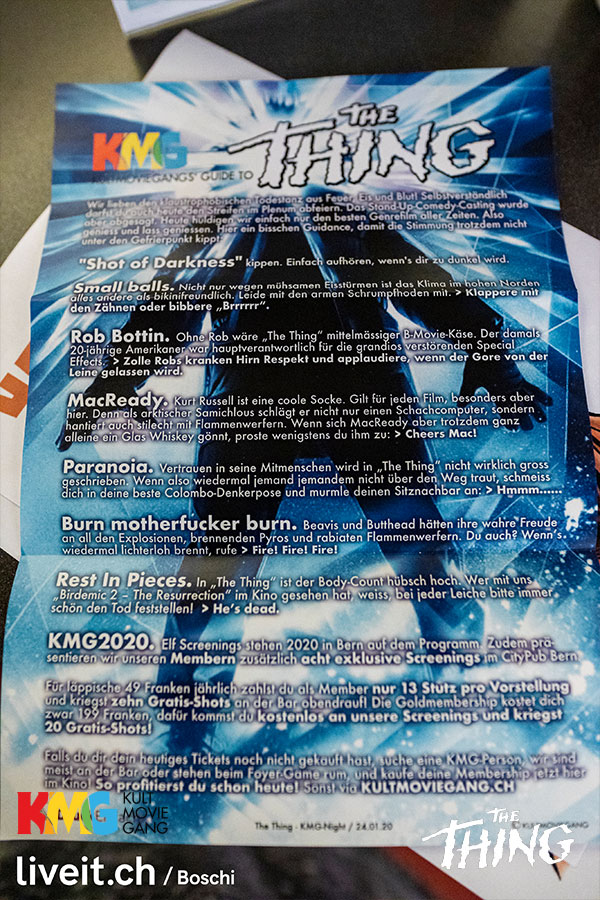 THE
THING
KMG
KULTMOVIEGANGS' GUIDE TO
Wir lieben den klaustrophobischen Todestanz aus Feuer, Eis und Blut! Selbstverständlich
darfst du auch heute den Streifen im Plenum abfeiern. Das Stand-Up-Comedy-Casting wurde
aber abgesagt. Heute huldigen wir einfach nur den besten Genrefilm aller Zeiten. Also
geniess und lass geniessen. Hier ein bisschen Guidance, damit die Stimmung trotzdem nicht
unter den Gefrierpunkt kippt:
"Shot of Darkness" kippen. Einfach aufhören, wenn's dir zu dunkel wird.
Small balls. Nicht nur wegen mühsamen Eisstürmen ist das Klima im hohen Norden
alles andere als bikinifreundlich. Leide mit den armen Schrumpfhoden mit. > Klappere mit
den Zähnen oder bibbere „Brrrrrr".
Rob Bottin. Ohne Rob wäre „The Thing" mittelmässiger B-Movie-Käse. Der damals
20-jährige Amerikaner war hauptverantwortlich für die grandios verstörenden Special
Effects. > Zolle Robs kranken Hirn Respekt und applaudiere, wenn der Gore von der
Leine gelassen wird.
MacReady. Kurt Russell ist eine coole Socke. Gilt für jeden Film, besonders aber
hier. Denn als arktischer Samichlous schlägt er nicht nur einen Schachcomputer, sondern
hantiert auch stilecht mit Flammenwerfern. Wenn sich MacReady aber trotzdem ganz
alleine ein Glas Whiskey gönnt, proste wenigstens du ihm zu: > Cheers Mac!
Paranoia. Vertrauen in seine Mitmenschen wird in „The Thing" nicht wirklich gross
geschrieben. Wenn also wiedermal jemand jemandem nicht über den Weg traut, schmeiss
dich in deine beste Colombo-Denkerpose und murmle deinen Sitznachbar an: > Hmmm......
Burn motherfucker burn. Beavis und Butthead hätten ihre wahre Freude
an all den Explosionen, brennenden Pyros und rabiaten Flammenwerfern. Du auch? Wenn's
wiedermal lichterloh brennt, rufe > Fire! Fire! Fire!
Rest In Pieces. In „The Thing" ist der Body-Count hübsch hoch. Wer mit uns
„Birdemic 2 – The Resurrection" im Kino gesehen hat, weiss, bei jeder Leiche bitte immer
schön den Tod feststellen! > He's dead.
KMG2020. Elf Screenings stehen 2020 in Bern auf dem Programm. Zudem prä-
sentieren wir unseren Membern zusätzlich acht exklusive Screenings im CityPub Bern.
Für läppische 49 Franken jährlich zahlst du als Member nur 13 Stutz pro Vorstellung
und kriegst zehn Gratis-Shots an der Bar obendrauf! Die Goldmembership kostet dich
zwar 199 Franken, dafür kommst du kostenlos an unsere Screenings und kriegst
20 Gratis-Shots!
Falls du dir dein heutiges Tickets noch nicht gekauft hast, suche eine KMG-Person, wir sind
meist an der Bar oder stehen beim Foyer-Game rum, und kaufe deine Membership jetzt hier
im Kino! So profitierst du schon heute! Sonst via KULTMOVIEGANG.CH
KMG KULT
MOVIE
GANG
The Thing - KMG-Night / 24.01.20
KULTMOVIEGANG
THE
THING
liveit.ch / Boschi